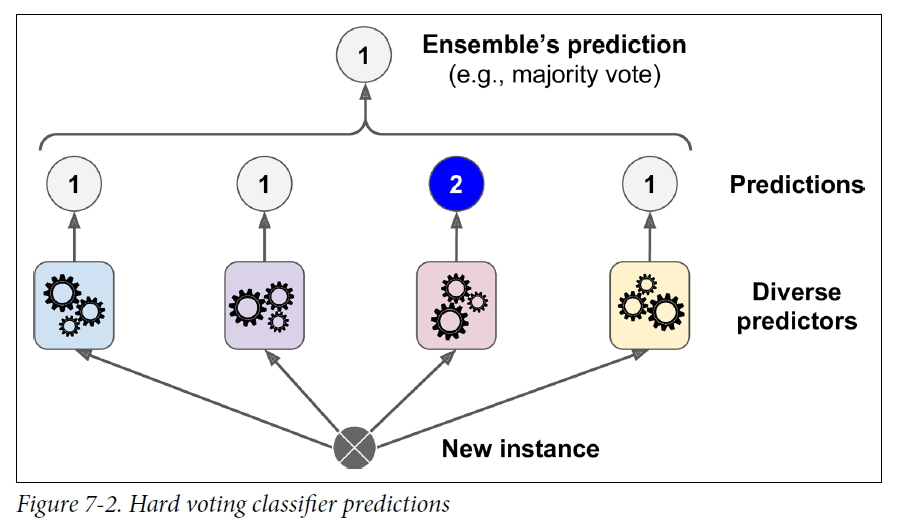 1
Ensemble's prediction
(e.g., majority vote)
1 1 2 1 Predictions
Diverse
predictors
New instance
Figure 7-2. Hard voting classifier predictions